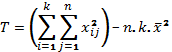 T = (∑_{i=1}^{k} ∑_{j=1}^{n} x_{ij}^{2}) − n.k.x̄^{2}